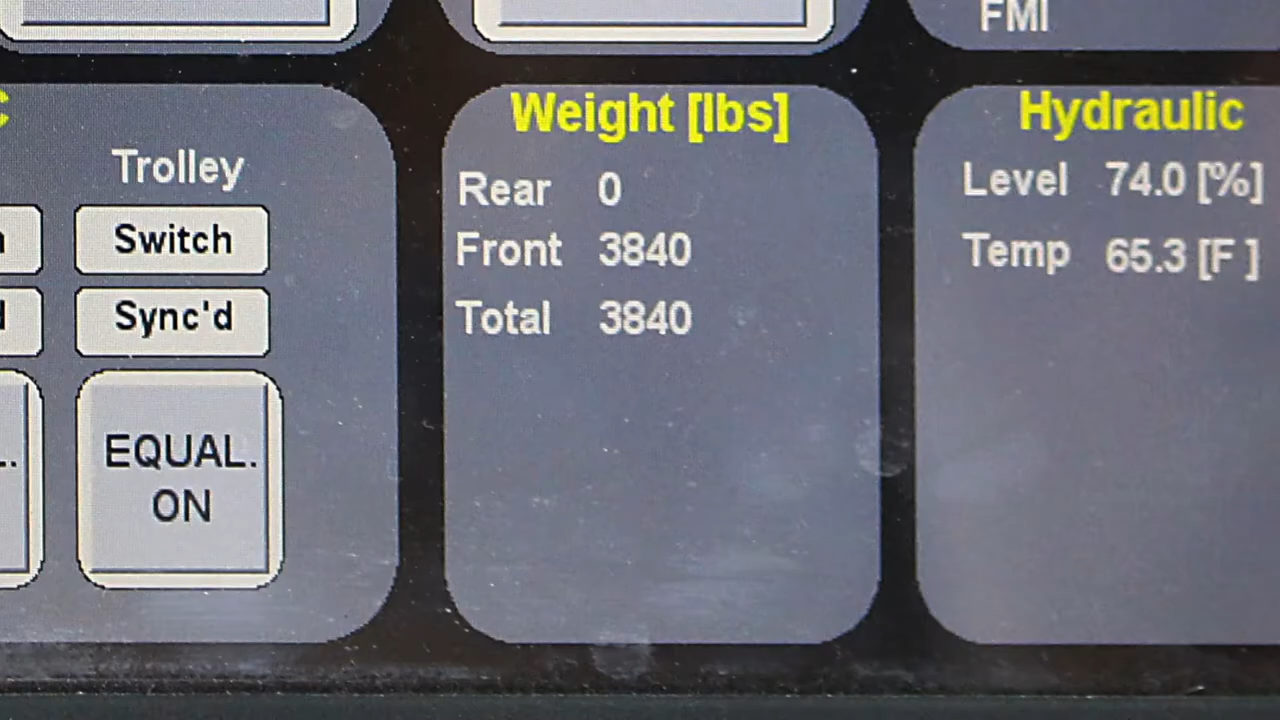 FMI
Trolley
Switch
Sync'd
EQUAL.
ON
Weight [lbs]
Rear 0
Front 3840
Total 3840
Hydraulic
Level 74.0 [%]
Temp 65.3 [F ]